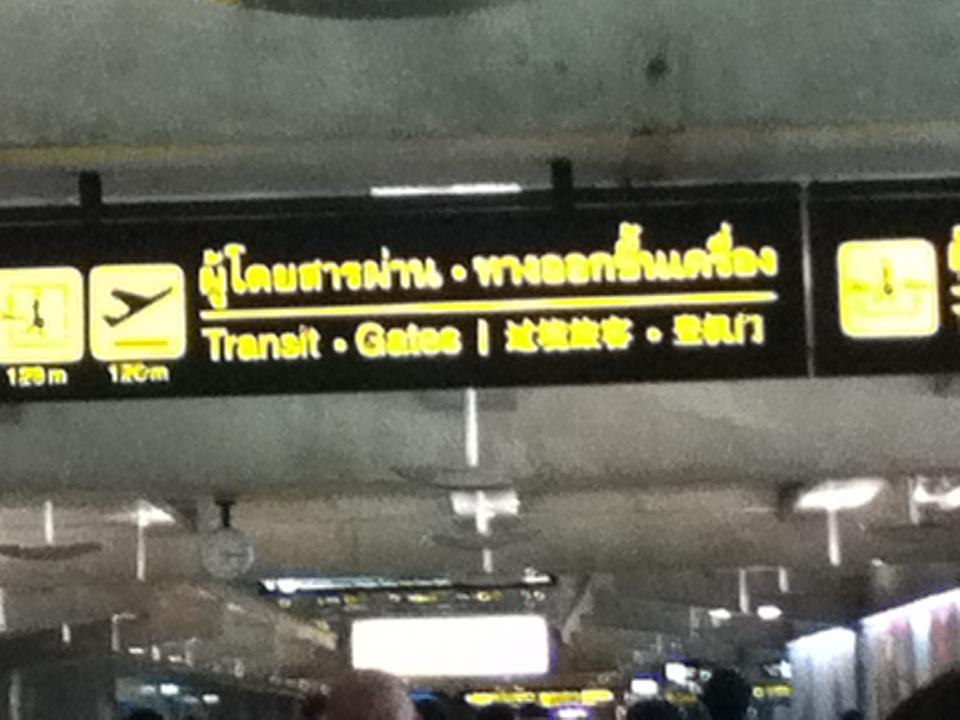 ผู้โดยสารผ่าน • ทางออกขึ้นเครื่อง
Transit • Gates | 过境旅客 • 登机门
120m